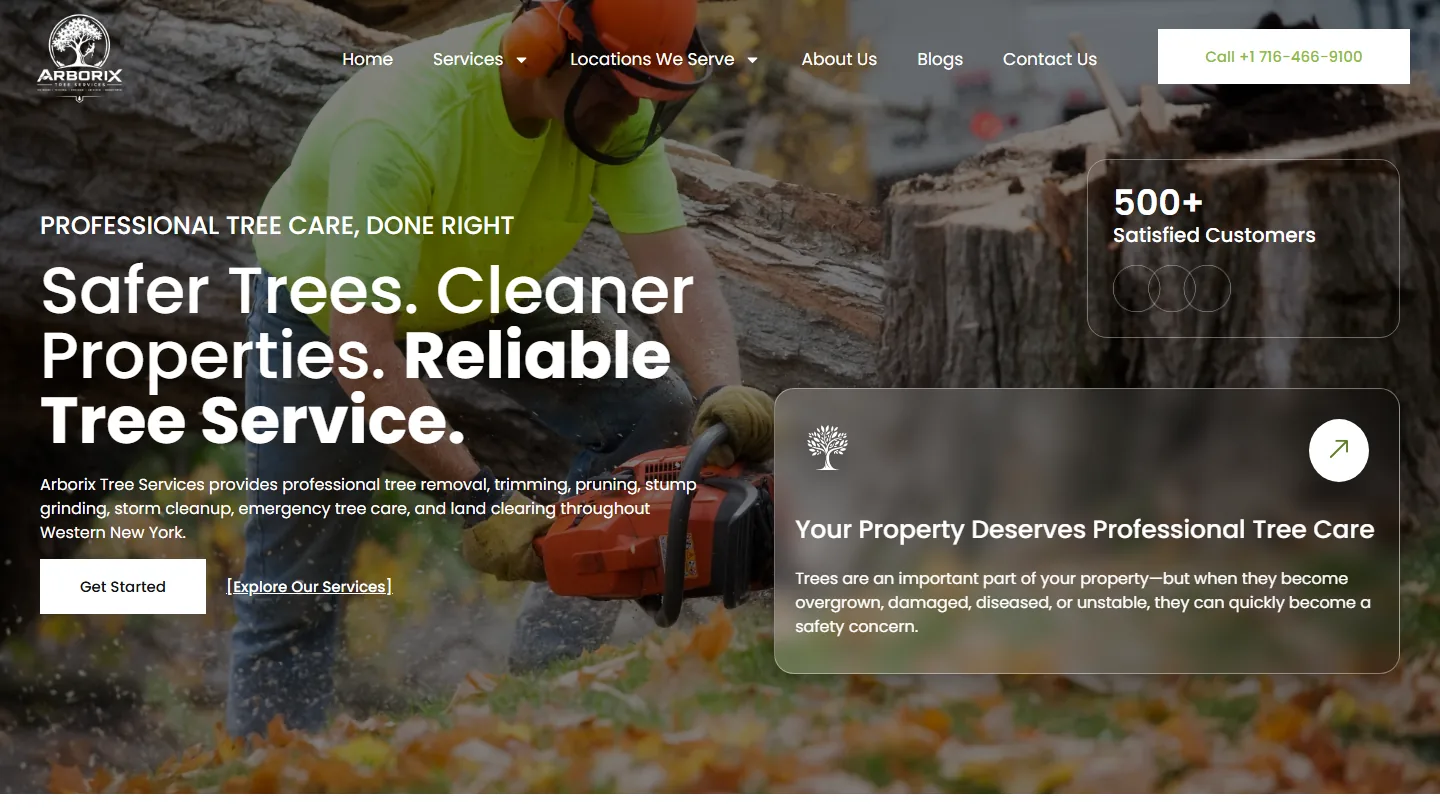 ARBORIX
TREE SERVICES
Home
Services
Locations We Serve
About Us
Blogs
Contact Us
Call +1 716-466-9100
500+
Satisfied Customers
PROFESSIONAL TREE CARE, DONE RIGHT
Safer Trees. Cleaner
Properties. Reliable
Tree Service.
Arborix Tree Services provides professional tree removal, trimming, pruning, stump
grinding, storm cleanup, emergency tree care, and land clearing throughout
Western New York.
Get Started
[Explore Our Services]
Your Property Deserves Professional Tree Care
Trees are an important part of your property—but when they become
overgrown, damaged, diseased, or unstable, they can quickly become a
safety concern.